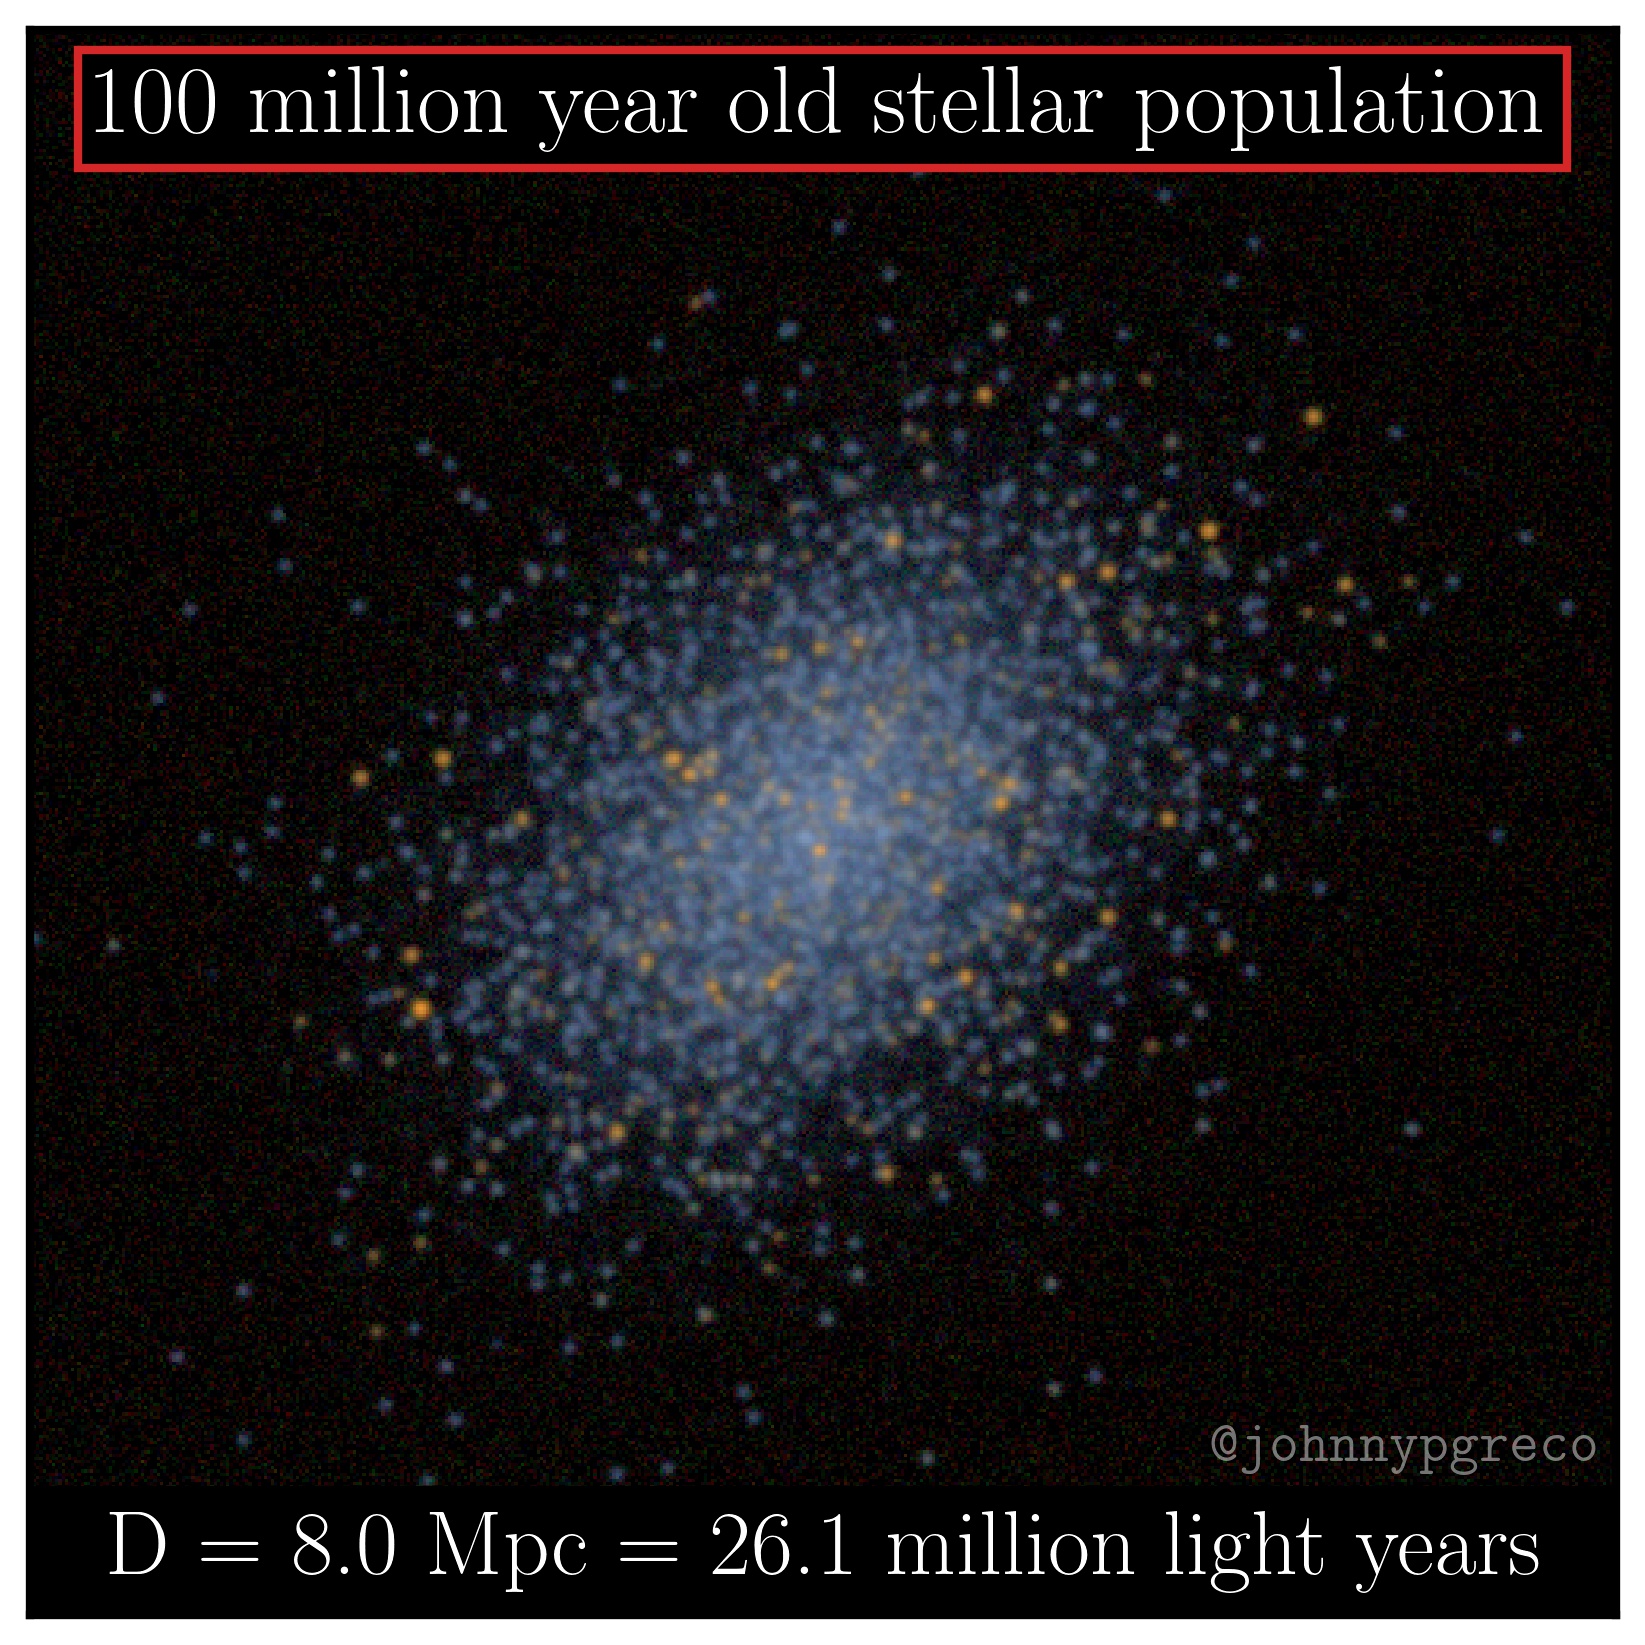 100 million year old stellar population
@johnnypgreco
D = 8.0 Mpc = 26.1 million light years